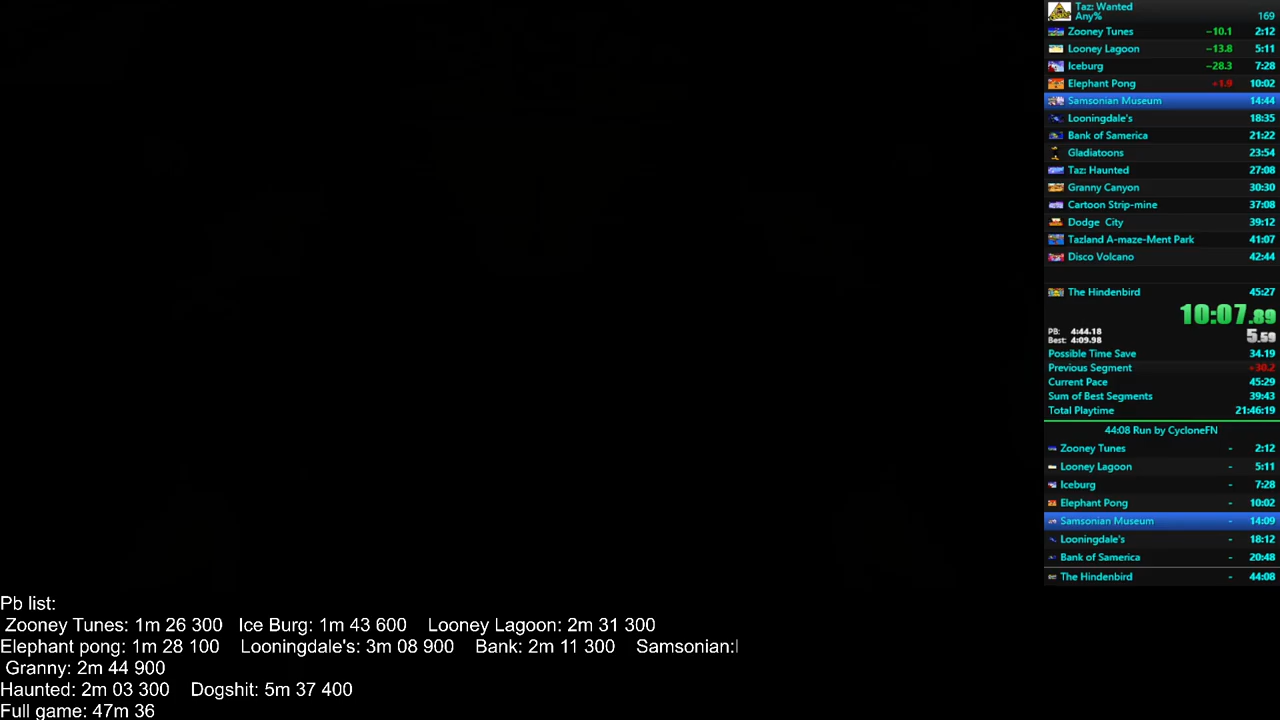 Taz: Wanted
Any% 169
Zooney Tunes −10.1 2:12
Looney Lagoon −13.8 5:11
Iceburg −28.3 7:28
Elephant Pong +1.9 10:02
Samsonian Museum 14:44
Looningdale's 18:35
Bank of Samerica 21:22
Gladiatoons 23:54
Taz: Haunted 27:08
Granny Canyon 30:30
Cartoon Strip-mine 37:08
Dodge City 39:12
Tazland A-maze-Ment Park 41:07
Disco Volcano 42:44
The Hindenbird 45:27
10:07.89
PB: 4:44.18
Best: 4:09.98
5.59
Possible Time Save 34.19
Previous Segment +30.2
Current Pace 45:29
Sum of Best Segments 39:43
Total Playtime 21:46:19
44:08 Run by CycloneFN
Zooney Tunes - 2:12
Looney Lagoon - 5:11
Iceburg - 7:28
Elephant Pong - 10:02
Samsonian Museum - 14:09
Looningdale's - 18:12
Bank of Samerica - 20:48
The Hindenbird - 44:08
Pb list:
Zooney Tunes: 1m 26 300 Ice Burg: 1m 43 600 Looney Lagoon: 2m 31 300
Elephant pong: 1m 28 100 Looningdale's: 3m 08 900 Bank: 2m 11 300 Samsonian:
Granny: 2m 44 900
Haunted: 2m 03 300 Dogshit: 5m 37 400
Full game: 47m 36